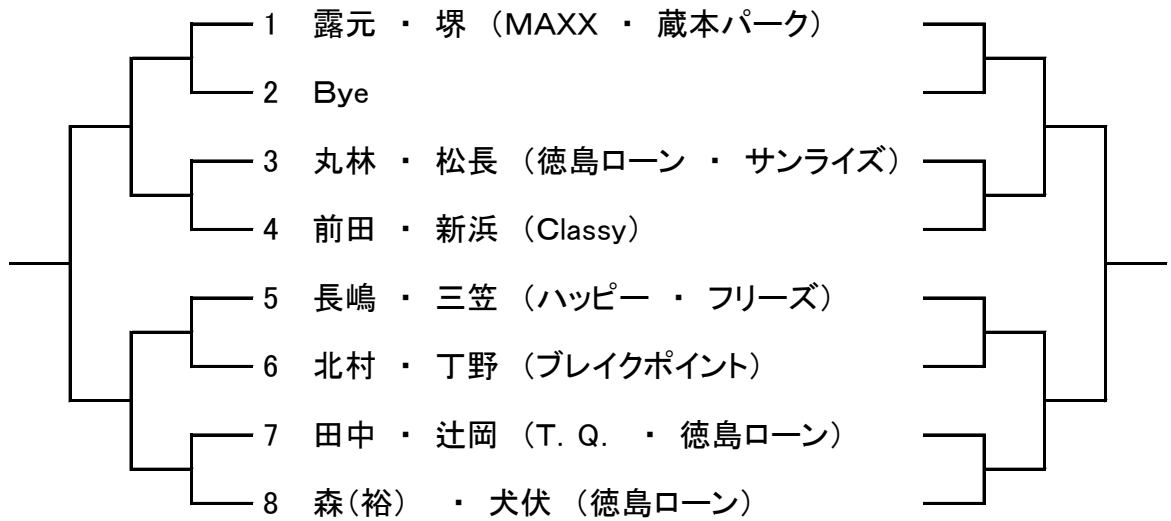 1 露元 ・ 堺 （MAXX ・ 蔵本パーク）
2 Bye
3 丸林 ・ 松長 （徳島ローン ・ サンライズ）
4 前田 ・ 新浜 （Classy）
5 長嶋 ・ 三笠 （ハッピー ・ フリーズ）
6 北村 ・ 丁野 （ブレイクポイント）
7 田中 ・ 辻岡 （T．Q． ・ 徳島ローン）
8 森（裕） ・ 犬伏 （徳島ローン）